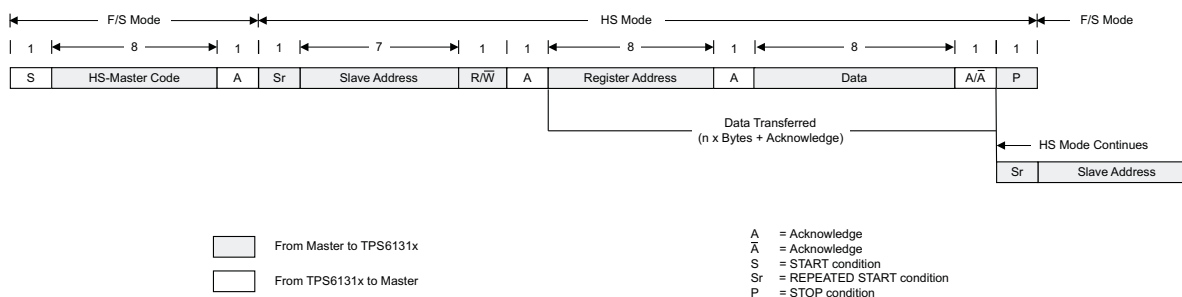 F/S Mode HS Mode F/S Mode
1 8 1 1 7 1 1 8 1 8 1 1
S HS-Master Code A Sr Slave Address R/W̅ A Register Address A Data A/A̅ P
Data Transferred
(n x Bytes + Acknowledge)
HS Mode Continues
Sr Slave Address
From Master to TPS6131x
From TPS6131x to Master
A = Acknowledge
A̅ = Acknowledge
S = START condition
Sr = REPEATED START condition
P = STOP condition